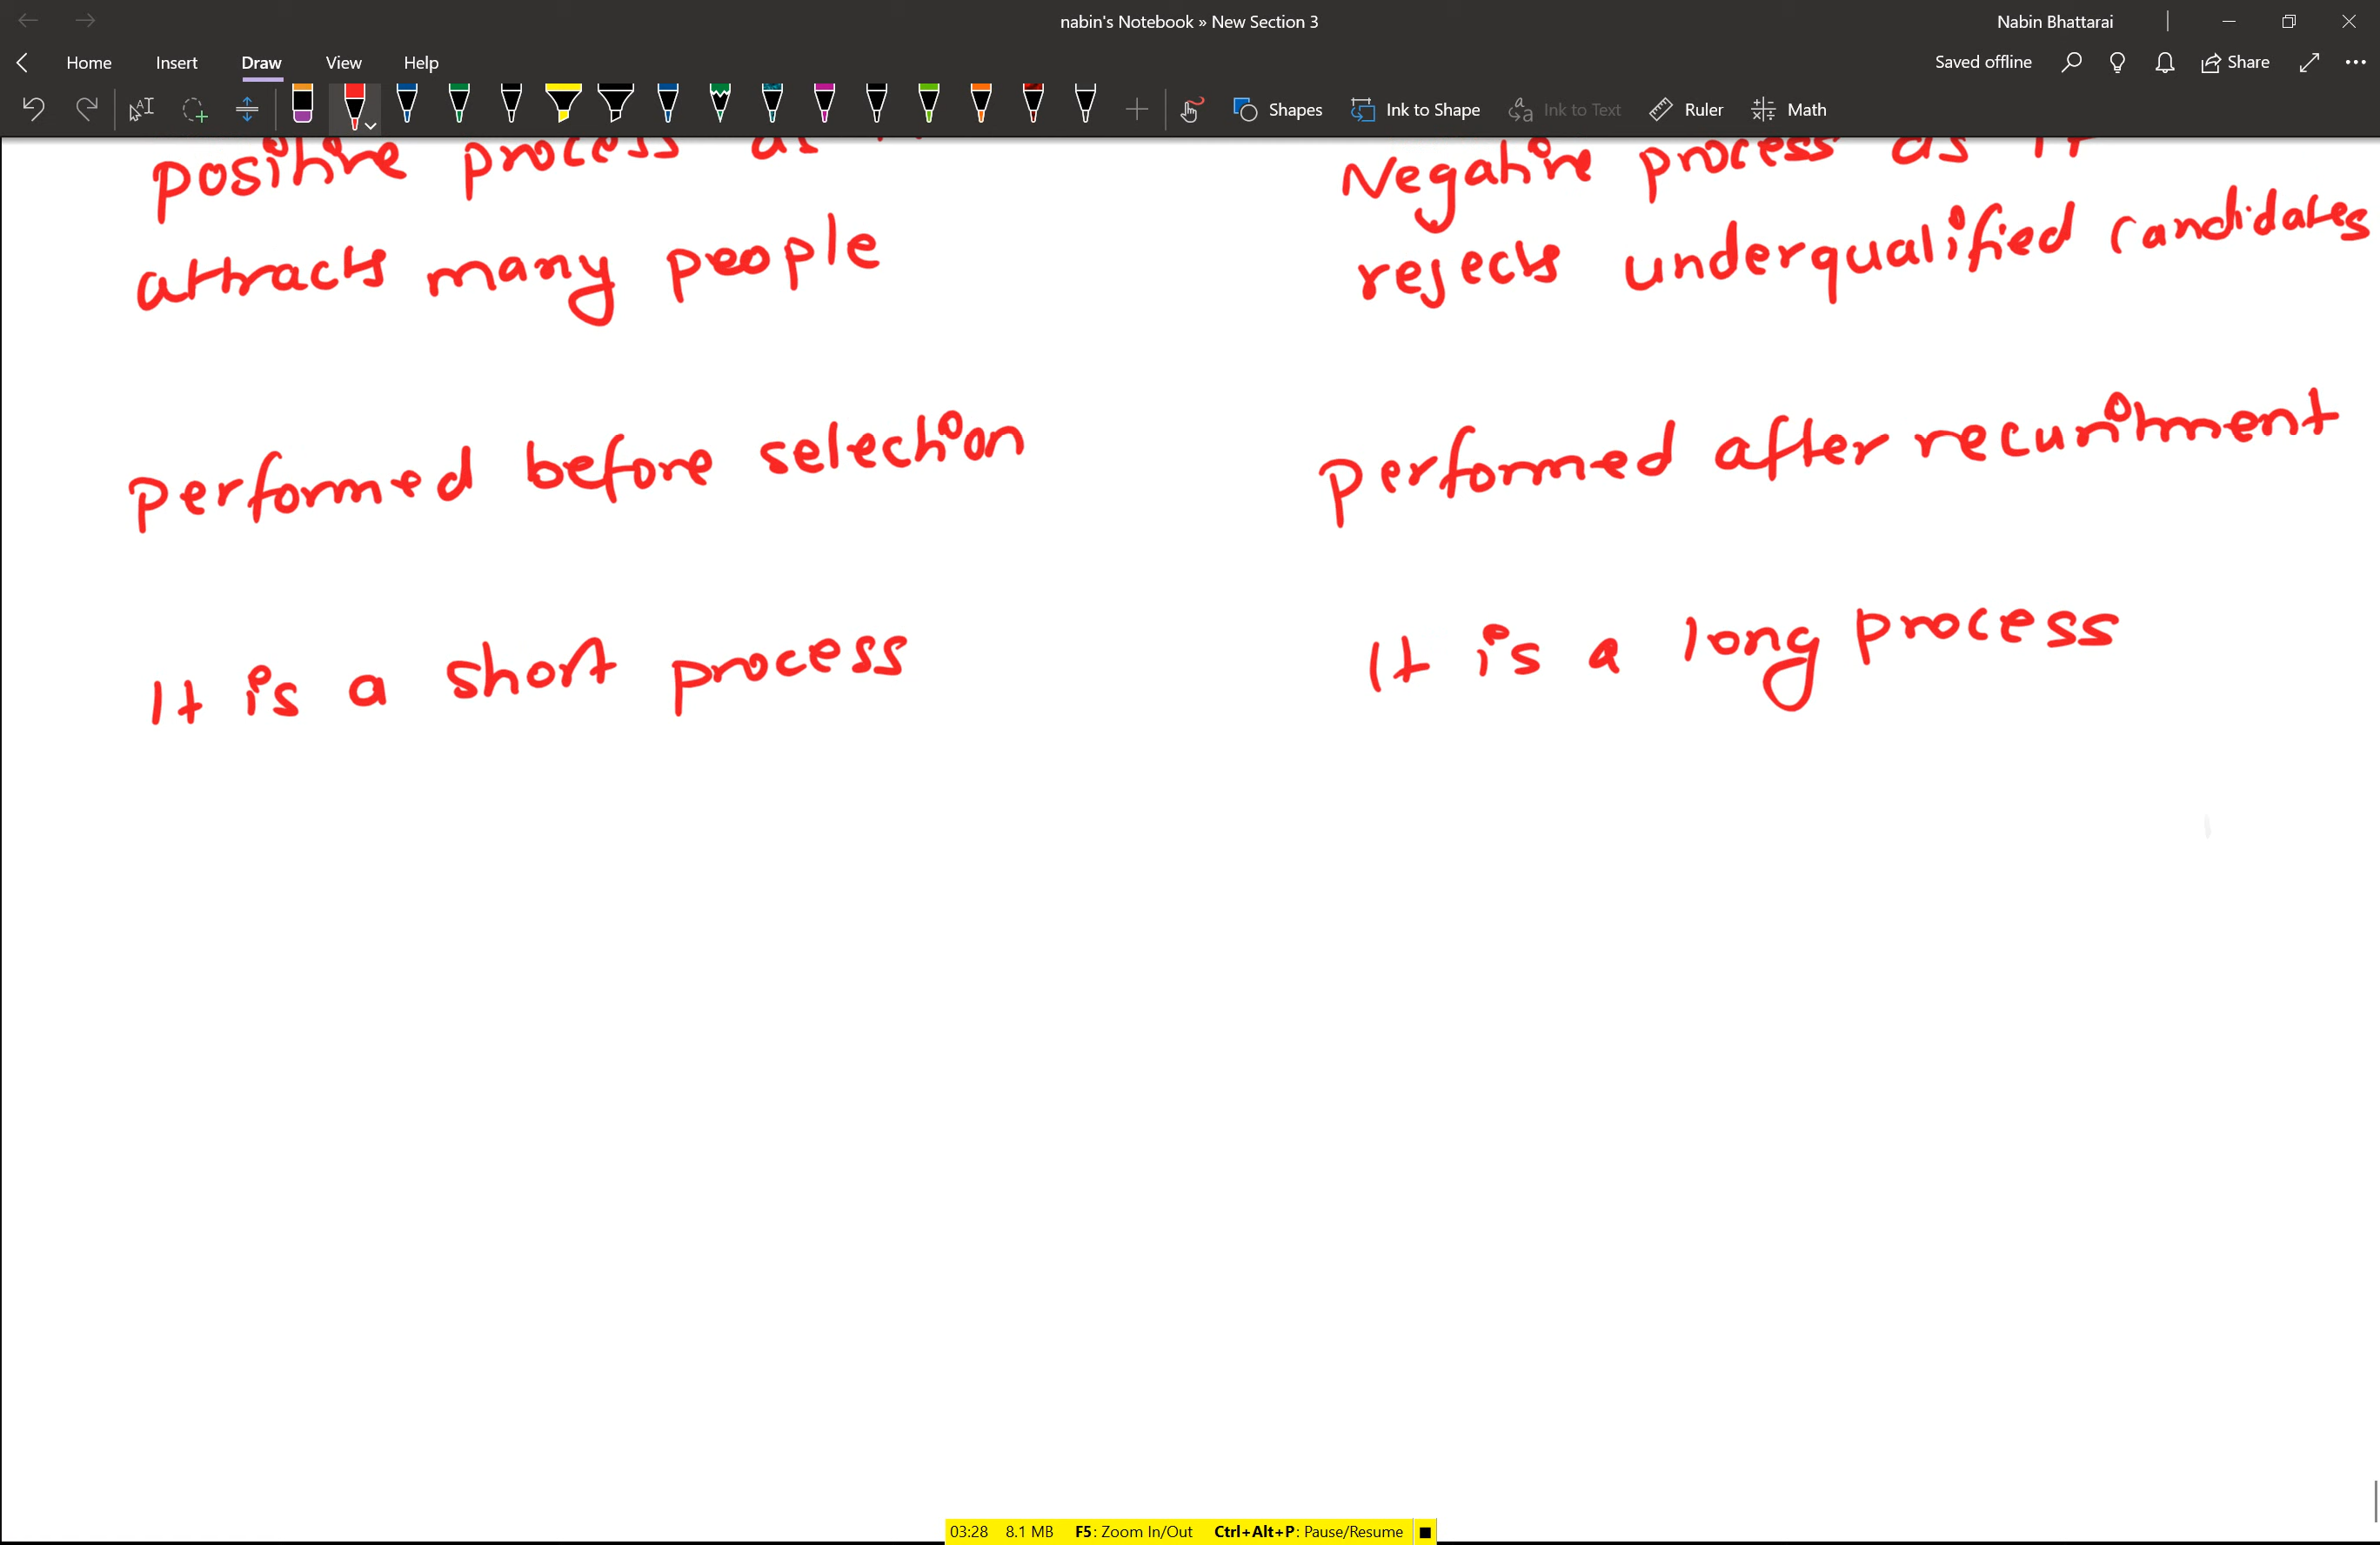 nabin's Notebook » New Section 3
Nabin Bhattarai
Home Insert Draw View Help
Saved offline
Share
Shapes
Ink to Shape
Ink to Text
Ruler
Math
positive process as
attracts many people
performed before selection
It is a short process
Negative process as it
rejects underqualified candidates
performed after recuritment
It is a long process
03:28 8.1 MB F5: Zoom In/Out Ctrl+Alt+P: Pause/Resume